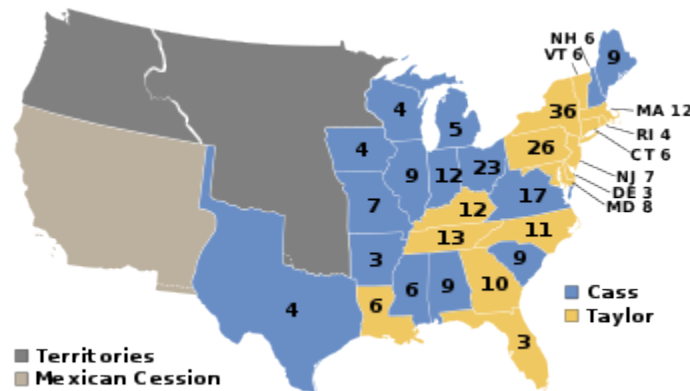 NH 6
VT 6
9
4
5
36
MA 12
RI 4
CT 6
26
4
9
12
23
NJ 7
DE 3
MD 8
7
17
12
11
13
3
9
6
9
10
6
4
3
Cass
Taylor
Territories
Mexican Cession